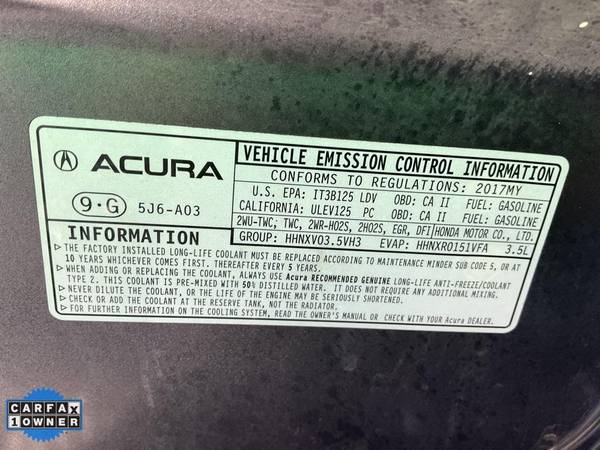 ACURA
9·G 5J6-A03
VEHICLE EMISSION CONTROL INFORMATION
CONFORMS TO REGULATIONS: 2017MY
U.S. EPA: IT3B125 LDV OBD: CA II FUEL: GASOLINE
CALIFORNIA: ULEV125 PC OBD: CA II FUEL: GASOLINE
2WU-TWC, TWC, 2WR-HO2S, 2HO2S, EGR, DFI HONDA MOTOR CO., LTD.
GROUP: HHNXV03.5VH3 EVAP: HHNXR0151VFA 3.5L
INFORMATION
▷ THE FACTORY INSTALLED LONG-LIFE COOLANT MUST BE REPLACED ACCORDING TO MAINTENANCE MINDER SUB CODE 5, OR AT
10 YEARS WHICHEVER COMES FIRST. THEREAFTER EVERY 5 YEARS.
▷ WHEN ADDING OR REPLACING COOLANT, ALWAYS USE Acura RECOMMENDED GENUINE LONG-LIFE ANTI-FREEZE/COOLANT
TYPE 2. THIS COOLANT IS PRE-MIXED WITH 50% DISTILLED WATER. IT DOES NOT REQUIRE ANY ADDITIONAL MIXING.
▷ NEVER DILUTE THE COOLANT, OR THE LIFE OF THE ENGINE MAY BE SERIOUSLY SHORTENED.
▷ CHECK OR ADD THE COOLANT AT THE RESERVE TANK, NOT THE RADIATOR.
▷ FOR FURTHER INFORMATION ON THE COOLING SYSTEM, READ THE OWNER'S MANUAL OR CHECK WITH YOUR Acura DEALER.
CARFAX
1 OWNER